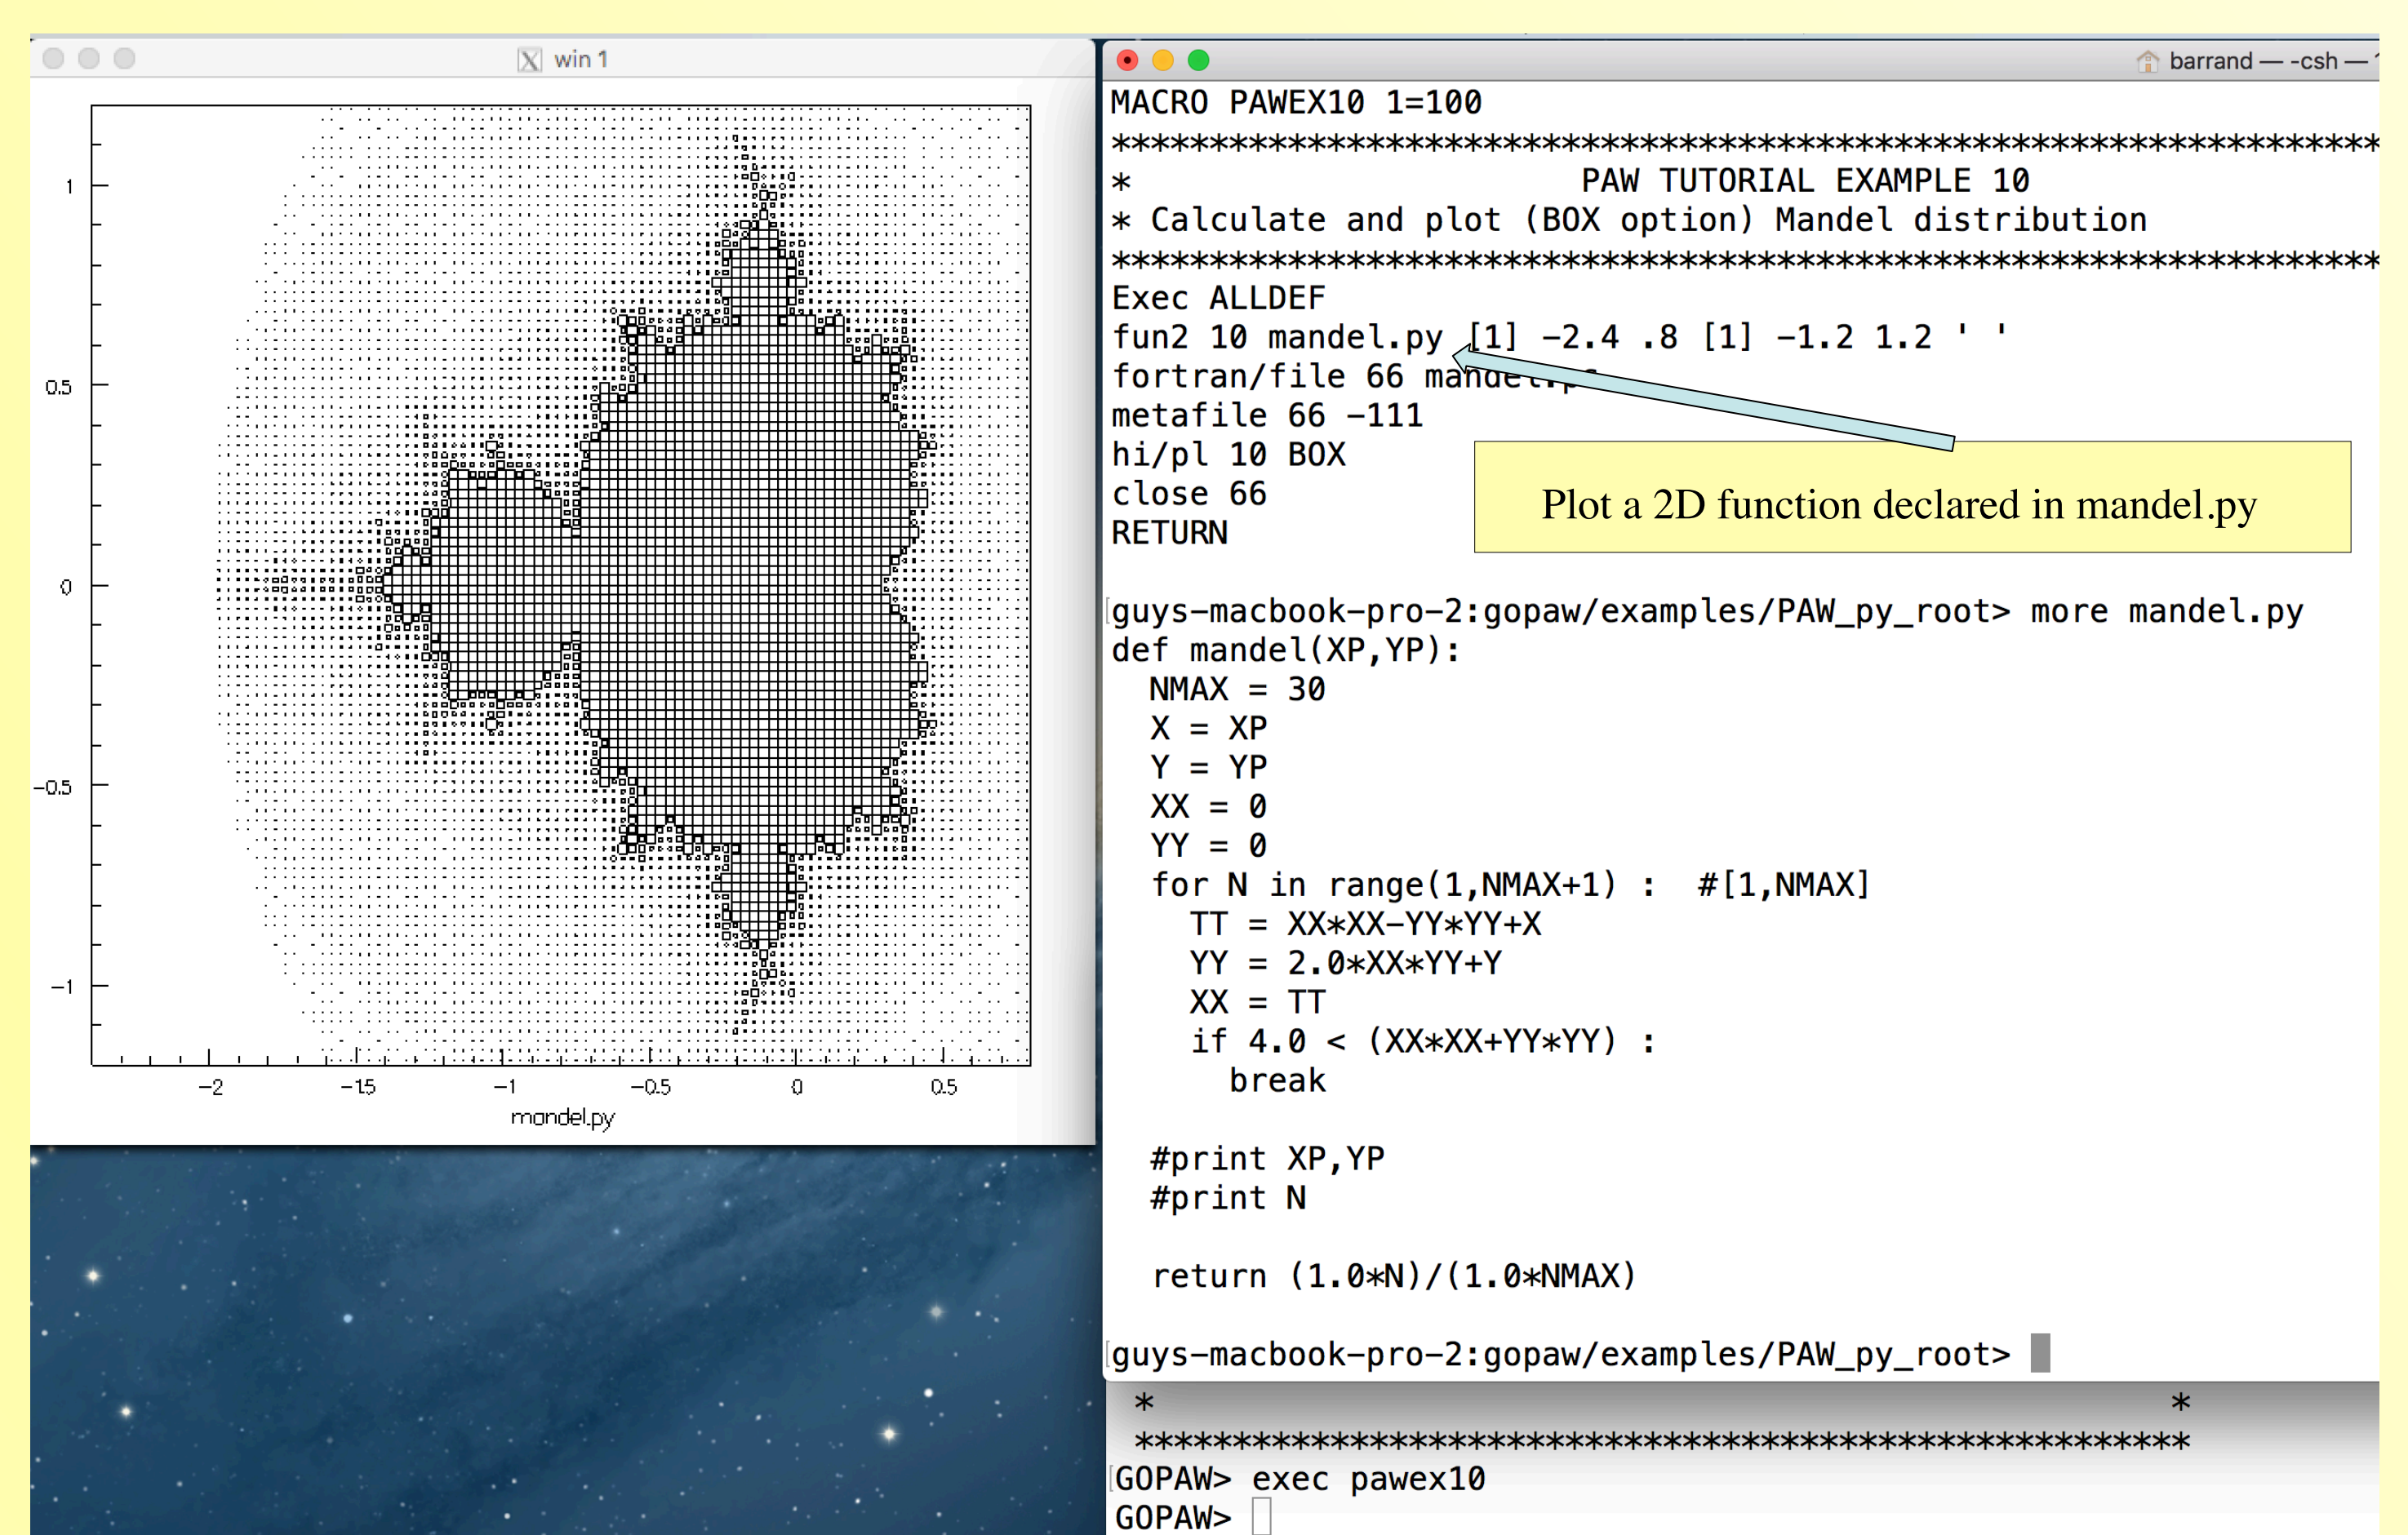 win 1
1
0.5
0
-0.5
-1
-2
-1.5
-1
-0.5
0
0.5
mandel.py
barrand — -csh —
MACRO PAWEX10 1=100
******************************************************************
* PAW TUTORIAL EXAMPLE 10
* Calculate and plot (BOX option) Mandel distribution
******************************************************************
Exec ALLDEF
fun2 10 mandel.py [1] -2.4 .8 [1] -1.2 1.2 ' '
fortran/file 66 mandel.ps
metafile 66 -111
hi/pl 10 BOX
close 66
RETURN
Plot a 2D function declared in mandel.py
[guys-macbook-pro-2:gopaw/examples/PAW_py_root> more mandel.py
def mandel(XP,YP):
  NMAX = 30
  X = XP
  Y = YP
  XX = 0
  YY = 0
  for N in range(1,NMAX+1) :  #[1,NMAX]
    TT = XX*XX-YY*YY+X
    YY = 2.0*XX*YY+Y
    XX = TT
    if 4.0 < (XX*XX+YY*YY) :
      break
  #print XP,YP
  #print N
  return (1.0*N)/(1.0*NMAX)
[guys-macbook-pro-2:gopaw/examples/PAW_py_root>
* *
******************************************************
[GOPAW> exec pawex10
GOPAW>